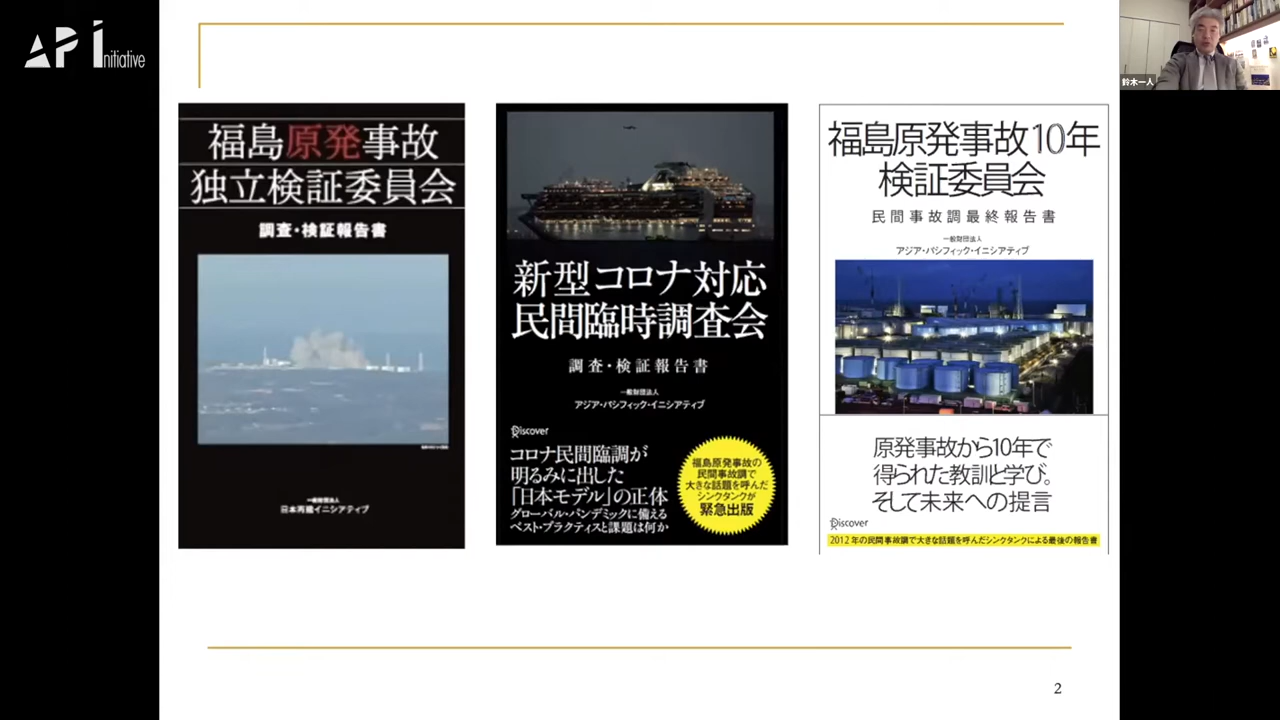 AP Initiative
鈴木一人
福島原発事故
独立検証委員会
調査・検証報告書
一般財団法人
日本再建イニシアティブ
新型コロナ対応
民間臨時調査会
調査・検証報告書
一般財団法人
アジア・パシフィック・イニシアティブ
Discover
コロナ民間臨調が
明るみに出した
「日本モデル」の正体
グローバル・パンデミックに備える
ベスト・プラクティスと課題は何か
福島原発事故の
民間事故調で
大きな話題を呼んだ
シンクタンクが
緊急出版
福島原発事故10年
検証委員会
民間事故調最終報告書
一般財団法人
アジア・パシフィック・イニシアティブ
原発事故から10年で
得られた教訓と学び。
そして未来への提言
Discover
2012年の民間事故調で大きな話題を呼んだシンクタンクによる最後の報告書
2